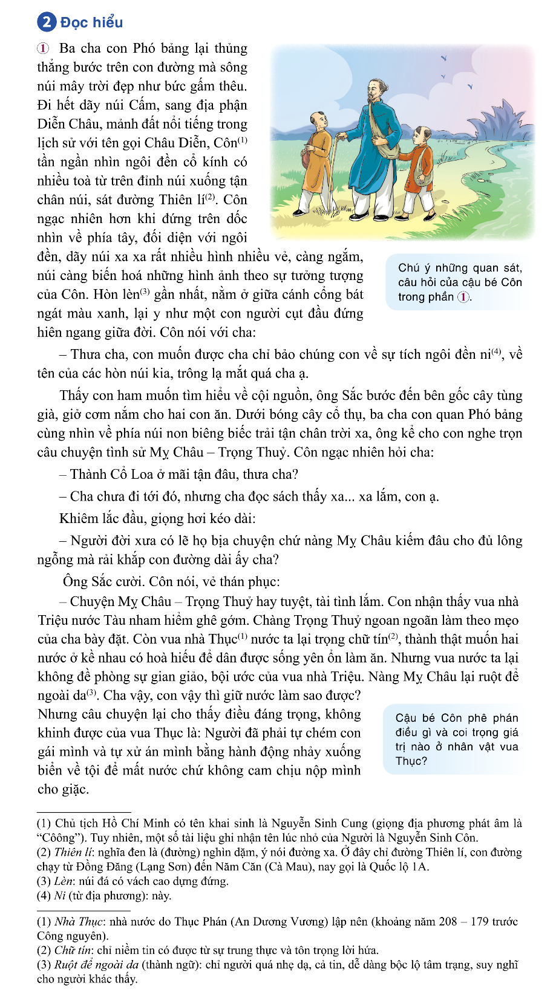 2 Đọc hiểu
① Ba cha con Phó bảng lại thủng
thẳng bước trên con đường mà sông
núi mây trời đẹp như bức gấm thêu.
Đi hết dãy núi Cấm, sang địa phận
Diễn Châu, mảnh đất nổi tiếng trong
lịch sử với tên gọi Châu Diễn, Côn(1)
tần ngần nhìn ngôi đền cổ kính có
nhiều toà từ trên đỉnh núi xuống tận
chân núi, sát đường Thiên lí(2). Côn
ngạc nhiên hơn khi đứng trên dốc
nhìn về phía tây, đối diện với ngôi
đền, dãy núi xa xa rất nhiều hình nhiều vẻ, càng ngắm,
núi càng biến hoá những hình ảnh theo sự tưởng tượng
của Côn. Hòn lèn(3) gần nhất, nằm ở giữa cánh cổng bát
ngát màu xanh, lại y như một con người cụt đầu đứng
hiên ngang giữa đời. Côn nói với cha:
Chú ý những quan sát,
câu hỏi của cậu bé Côn
trong phần ①.
– Thưa cha, con muốn được cha chỉ bảo chúng con về sự tích ngôi đền ni(4), về
tên của các hòn núi kia, trông lạ mắt quá cha ạ.
Thấy con ham muốn tìm hiểu về cội nguồn, ông Sắc bước đến bên gốc cây tùng
già, giở cơm nắm cho hai con ăn. Dưới bóng cây cổ thụ, ba cha con quan Phó bảng
cùng nhìn về phía núi non biêng biếc trải tận chân trời xa, ông kể cho con nghe trọn
câu chuyện tình sử Mỵ Châu – Trọng Thuỷ. Côn ngạc nhiên hỏi cha:
– Thành Cổ Loa ở mãi tận đâu, thưa cha?
– Cha chưa đi tới đó, nhưng cha đọc sách thấy xa... xa lắm, con ạ.
Khiêm lắc đầu, giọng hơi kéo dài:
– Người đời xưa có lẽ họ bịa chuyện chứ nàng Mỵ Châu kiếm đâu cho đủ lông
ngỗng mà rải khắp con đường dài ấy cha?
Ông Sắc cười. Côn nói, vẻ thán phục:
– Chuyện Mỵ Châu – Trọng Thuỷ hay tuyệt, tài tình lắm. Con nhận thấy vua nhà
Triệu nước Tàu nham hiểm ghê gớm. Chàng Trọng Thuỷ ngoan ngoãn làm theo mẹo
của cha bày đặt. Còn vua nhà Thục(1) nước ta lại trọng chữ tín(2), thành thật muốn hai
nước ở kề nhau có hoà hiếu để dân được sống yên ổn làm ăn. Nhưng vua nước ta lại
không đề phòng sự gian giảo, bội ước của vua nhà Triệu. Nàng Mỵ Châu lại ruột để
ngoài da(3). Cha vậy, con vậy thì giữ nước làm sao được?
Nhưng câu chuyện lại cho thấy điều đáng trọng, không
khinh được của vua Thục là: Người đã phải tự chém con
gái mình và tự xử án mình bằng hành động nhảy xuống
biển về tội để mất nước chứ không cam chịu nộp mình
cho giặc.
Cậu bé Côn phê phán
điều gì và coi trọng giá
trị nào ở nhân vật vua
Thục?
(1) Chủ tịch Hồ Chí Minh có tên khai sinh là Nguyễn Sinh Cung (giọng địa phương phát âm là
“Côông”). Tuy nhiên, một số tài liệu ghi nhận tên lúc nhỏ của Người là Nguyễn Sinh Côn.
(2) Thiên lí: nghĩa đen là (đường) nghìn dặm, ý nói đường xa. Ở đây chỉ đường Thiên lí, con đường
chạy từ Đồng Đăng (Lạng Sơn) đến Năm Căn (Cà Mau), nay gọi là Quốc lộ 1A.
(3) Lèn: núi đá có vách cao dựng đứng.
(4) Ni (từ địa phương): này.
(1) Nhà Thục: nhà nước do Thục Phán (An Dương Vương) lập nên (khoảng năm 208 – 179 trước
Công nguyên).
(2) Chữ tín: chỉ niềm tin có được từ sự trung thực và tôn trọng lời hứa.
(3) Ruột để ngoài da (thành ngữ): chỉ người quá nhẹ dạ, cả tin, dễ dàng bộc lộ tâm trạng, suy nghĩ
cho người khác thấy.